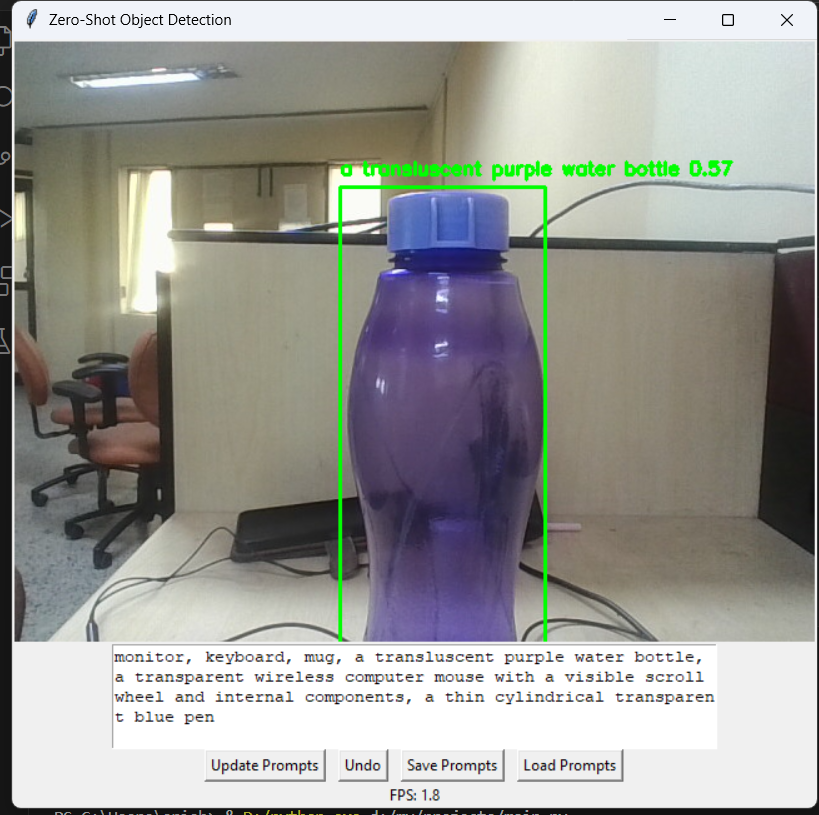 Zero-Shot Object Detection
a transluscent purple water bottle 0.57
monitor, keyboard, mug, a transluscent purple water bottle,
a transparent wireless computer mouse with a visible scroll
wheel and internal components, a thin cylindrical transparen
t blue pen
Update Prompts Undo Save Prompts Load Prompts
FPS: 1.8